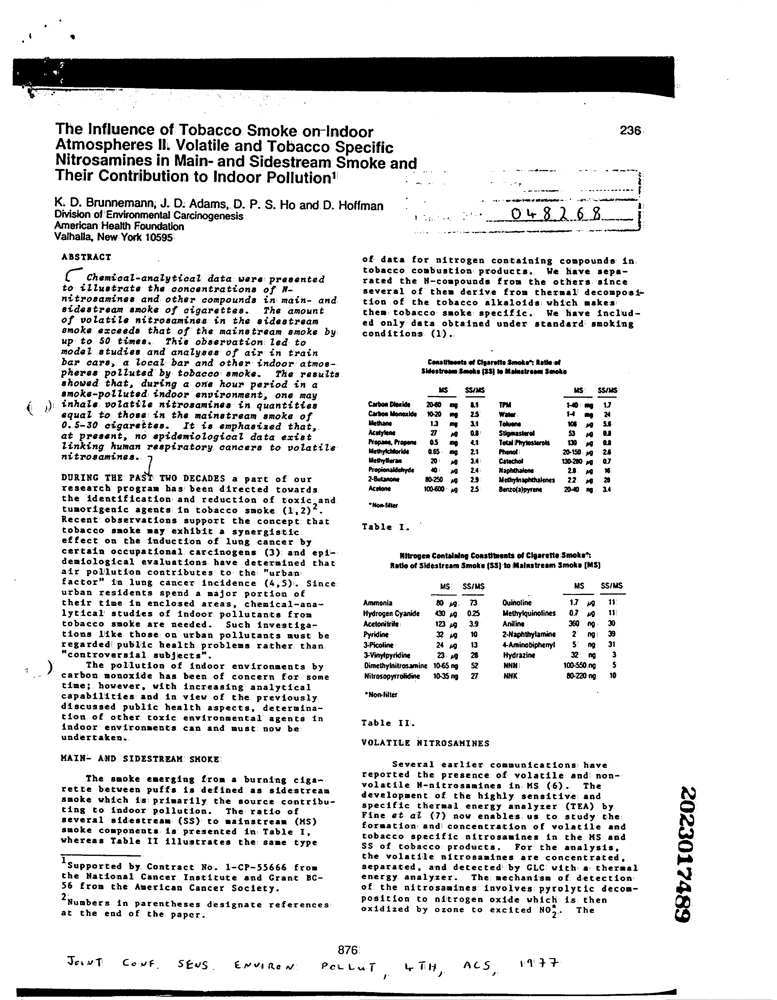 The Influence of Tobacco Smoke on Indoor
Atmospheres II. Volatile and Tobacco Specific
Nitrosamines in Main- and Sidestream Smoke and
Their Contribution to Indoor Pollution¹
236
K. D. Brunnemann, J. D. Adams, D. P. S. Ho and D. Hoffman
Division of Environmental Carcinogenesis
American Health Foundation
Valhalla, New York 10595
048268
ABSTRACT
Chemical-analytical data were presented
to illustrate the concentrations of N-
nitrosamines and other compounds in main- and
sidestream smoke of cigarettes. The amount
of volatile nitrosamines in the sidestream
smoke exceeds that of the mainstream smoke by
up to 50 times. This observation led to
model studies and analyses of air in train
bar cars, a local bar and other indoor atmos-
pheres polluted by tobacco smoke. The results
showed that, during a one hour period in a
smoke-polluted indoor environment, one may
inhale volatile nitrosamines in quantities
equal to those in the mainstream smoke of
0.5-30 cigarettes. It is emphasized that,
at present, no epidemiological data exist
linking human respiratory cancers to volatile
nitrosamines.
DURING THE PAST TWO DECADES a part of our
research program has been directed towards
the identification and reduction of toxic and
tumorigenic agents in tobacco smoke (1,2)².
Recent observations support the concept that
tobacco smoke may exhibit a synergistic
effect on the induction of lung cancer by
certain occupational carcinogens (3) and epi-
demiological evaluations have determined that
air pollution contributes to the "urban
factor" in lung cancer incidence (4,5). Since
urban residents spend a major portion of
their time in enclosed areas, chemical-ana-
lytical studies of indoor pollutants from
tobacco smoke are needed. Such investiga-
tions like those on urban pollutants must be
regarded public health problems rather than
"controversial subjects".
The pollution of indoor environments by
carbon monoxide has been of concern for some
time; however, with increasing analytical
capabilities and in view of the previously
discussed public health aspects, determina-
tion of other toxic environmental agents in
indoor environments can and must now be
undertaken.
MAIN- AND SIDESTREAM SMOKE
The smoke emerging from a burning ciga-
rette between puffs is defined as sidestream
smoke which is primarily the source contribu-
ting to indoor pollution. The ratio of
several sidestream (SS) to mainstream (MS)
smoke components is presented in Table I,
whereas Table II illustrates the same type
¹Supported by Contract No. 1-CP-55666 from
the National Cancer Institute and Grant BC-
56 from the American Cancer Society.
²Numbers in parentheses designate references
at the end of the paper.
of data for nitrogen containing compounds in
tobacco combustion products. We have sepa-
rated the N-compounds from the others since
several of them derive from thermal decomposi-
tion of the tobacco alkaloids which makes
them tobacco smoke specific. We have includ-
ed only data obtained under standard smoking
conditions (1).
Constituents of Cigarette Smoke*: Ratio of
Sidestream Smoke [SS] to Mainstream Smoke
MS SS/MS MS SS/MS
Carbon Dioxide 20-60 mg 8.1 TPM 1-40 mg 1.7
Carbon Monoxide 10-20 mg 2.5 Water 1-4 mg 24
Methane 1.3 mg 3.1 Toluene 108 µg 5.6
Acetylene 27 µg 0.8 Stigmasterol 53 µg 0.8
Propane, Propene 0.5 mg 4.1 Total Phytosterols 130 µg 0.8
Methylchloride 0.65 mg 2.1 Phenol 20-150 µg 2.6
Methylfuran 20 µg 3.4 Catechol 130-280 µg 0.7
Propionaldehyde 40 µg 2.4 Naphthalene 2.8 µg 16
2-Butanone 80-250 µg 2.9 Methylnaphthalenes 2.2 µg 28
Acetone 100-600 µg 2.5 Benzo(a)pyrene 20-40 ng 3.4
*Non-filter
Table I.
Nitrogen Containing Constituents of Cigarette Smoke*:
Ratio of Sidestream Smoke [SS] to Mainstream Smoke [MS]
MS SS/MS MS SS/MS
Ammonia 80 µg 73 Quinoline 1.7 µg 11
Hydrogen Cyanide 430 µg 0.25 Methylquinolines 0.7 µg 11
Acetonitrile 123 µg 3.9 Aniline 360 ng 30
Pyridine 32 µg 10 2-Naphthylamine 2 ng 39
3-Picoline 24 µg 13 4-Aminobiphenyl 5 ng 31
3-Vinylpyridine 23 µg 28 Hydrazine 32 ng 3
Dimethylnitrosamine 10-65 ng 52 NNN 100-550 ng 5
Nitrosopyrrolidine 10-35 ng 27 NNK 80-220 ng 10
*Non-filter
Table II.
VOLATILE NITROSAMINES
Several earlier communications have
reported the presence of volatile and non-
volatile N-nitrosamines in MS (6). The
development of the highly sensitive and
specific thermal energy analyzer (TEA) by
Fine et al (7) now enables us to study the
formation and concentration of volatile and
tobacco specific nitrosamines in the MS and
SS of tobacco products. For the analysis,
the volatile nitrosamines are concentrated,
separated, and detected by GLC with a thermal
energy analyzer. The mechanism of detection
of the nitrosamines involves pyrolytic decom-
position to nitrogen oxide which is then
oxidized by ozone to excited NO₂*. The
2023017489
876
JOINT CONF. SENS. ENVIRON POLLUT, 4TH, ACS, 1977